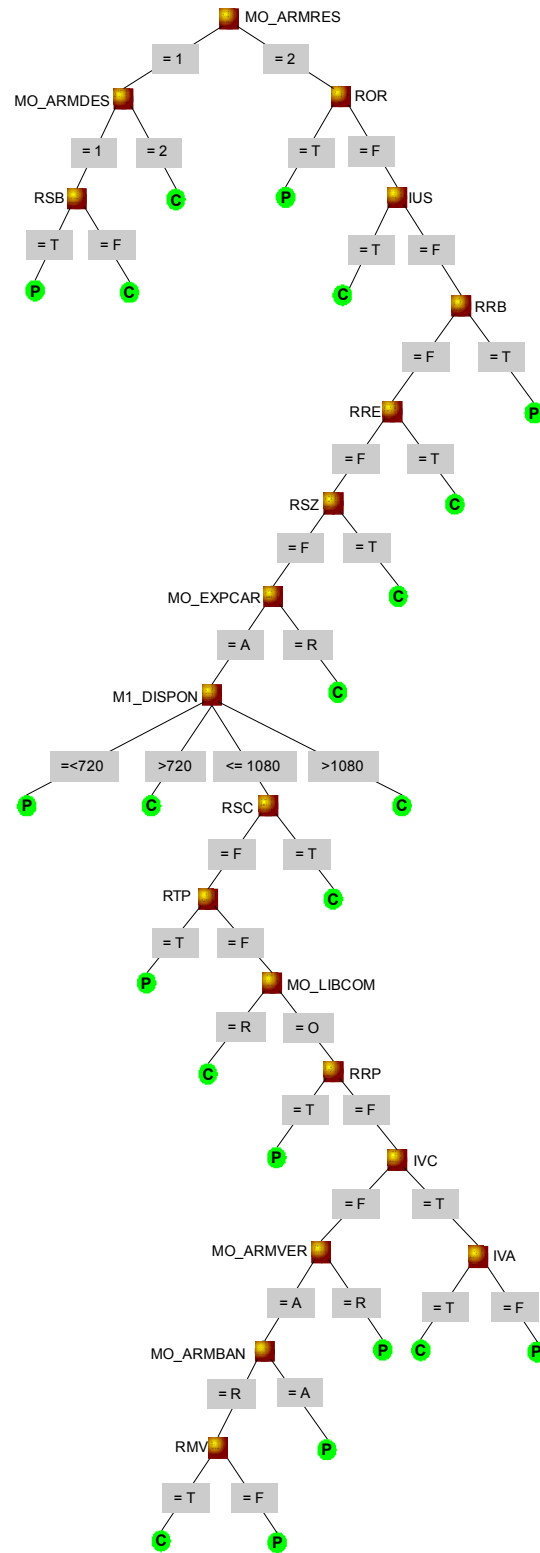 MO_ARMRES
= 1
= 2
MO_ARMDES
ROR
= 1
= 2
= T
= F
RSB
C
P
IUS
= T
= F
= T
= F
P
C
C
RRB
= F
= T
RRE
P
= F
= T
RSZ
C
= F
= T
MO_EXPCAR
C
= A
= R
M1_DISPON
C
=<720
>720
<= 1080
>1080
P
C
RSC
C
= F
= T
RTP
C
= T
= F
P
MO_LIBCOM
= R
= O
C
RRP
= T
= F
P
IVC
= F
= T
MO_ARMVER
IVA
= A
= R
= T
= F
MO_ARMBAN
P
C
P
= R
= A
RMV
P
= T
= F
C
P